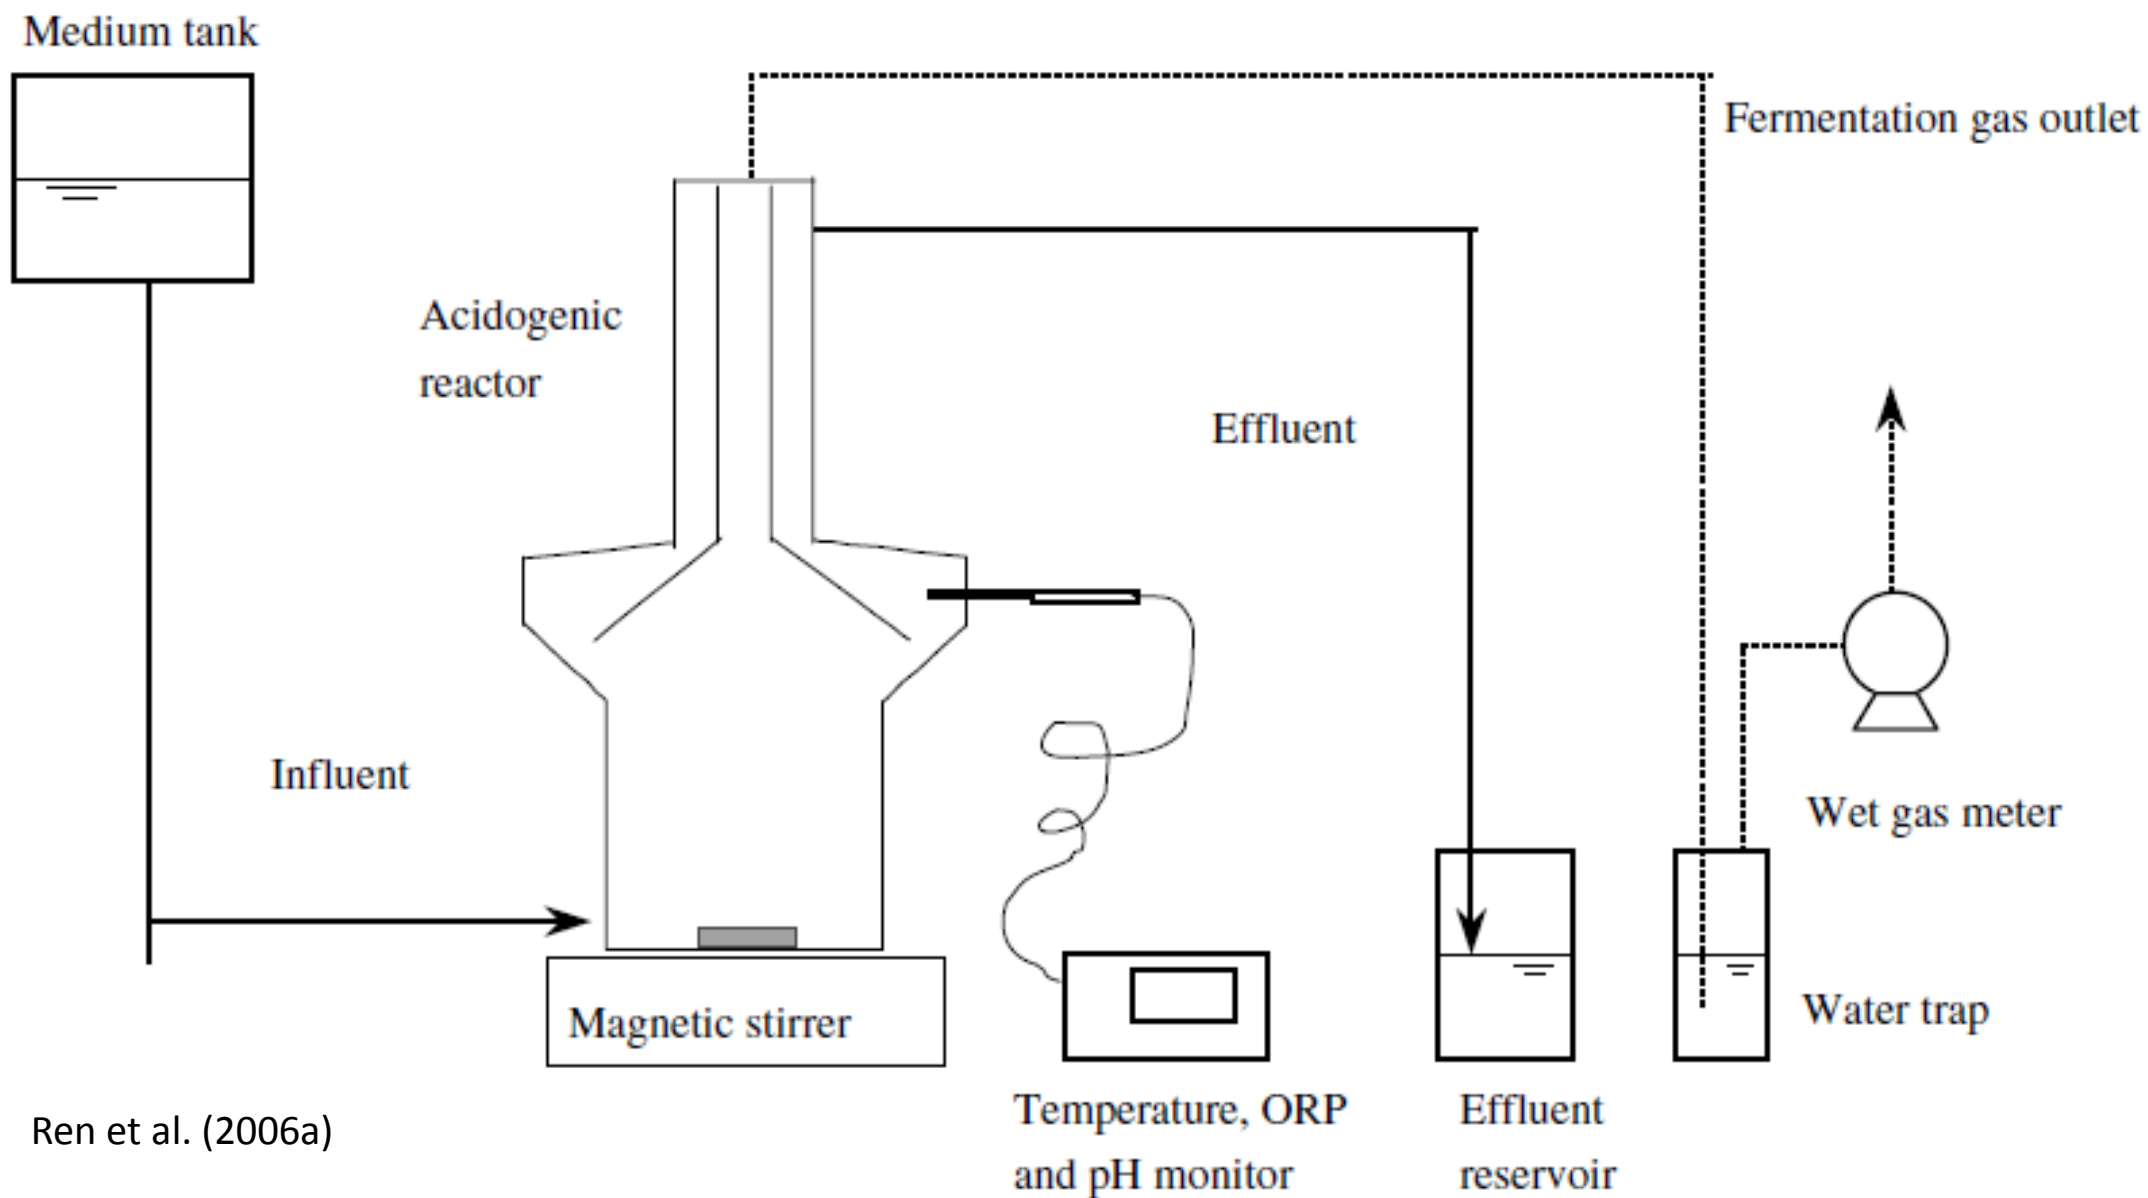 Medium tank
Fermentation gas outlet
Acidogenic
reactor
Effluent
Influent
Wet gas meter
Magnetic stirrer
Water trap
Temperature, ORP
and pH monitor
Effluent
reservoir
Ren et al. (2006a)